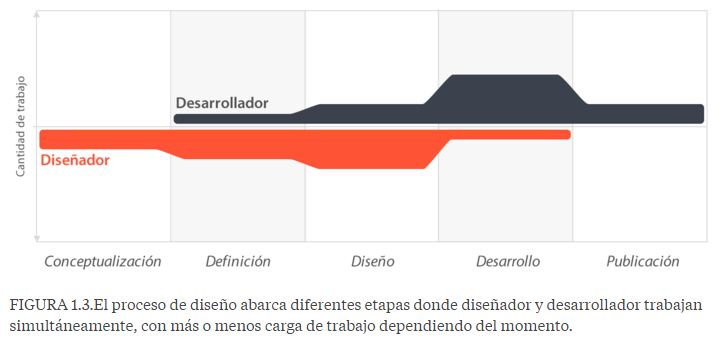 Cantidad de trabajo
Desarrollador
Diseñador
Conceptualización
Definición
Diseño
Desarrollo
Publicación
FIGURA 1.3.El proceso de diseño abarca diferentes etapas donde diseñador y desarrollador trabajan
simultáneamente, con más o menos carga de trabajo dependiendo del momento.